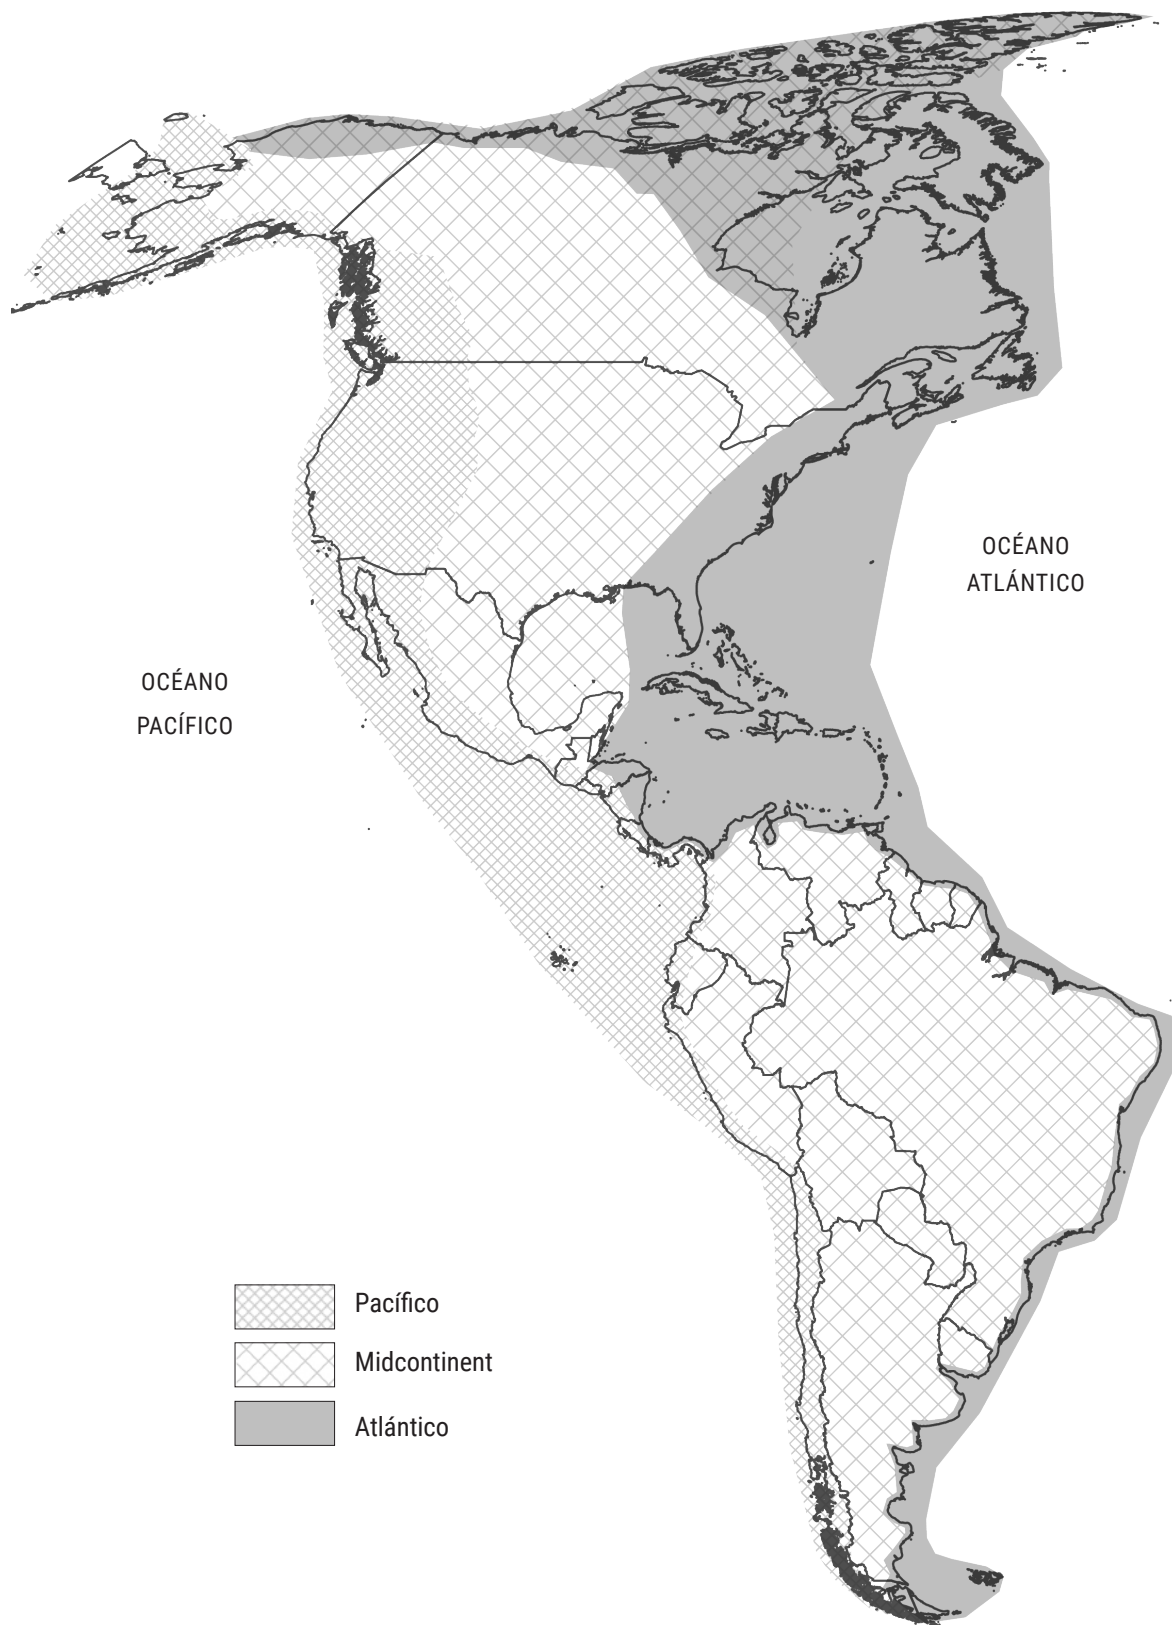 OCÉANO
ATLÁNTICO
OCÉANO
PACÍFICO
Pacífico
Midcontinent
Atlántico